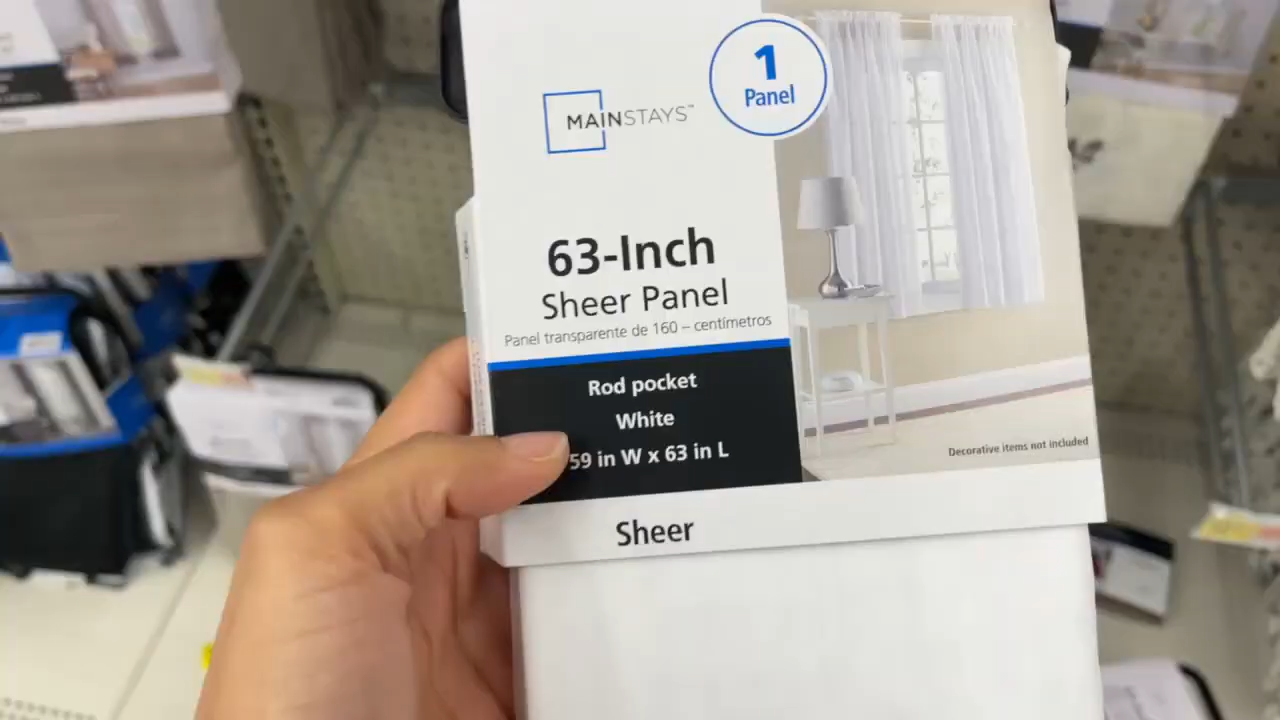 1
Panel
MAINSTAYS™
63-Inch
Sheer Panel
Panel transparente de 160 – centímetros
Rod pocket
White
59 in W x 63 in L
Decorative items not included
Sheer